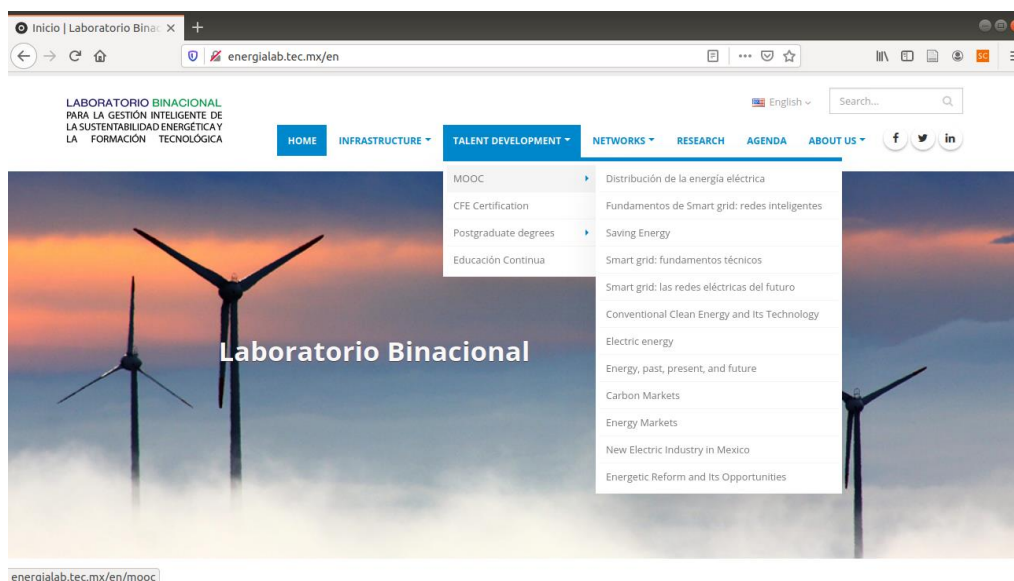 Inicio | Laboratorio Binac
energialab.tec.mx/en
SC
LABORATORIO BINACIONAL
PARA LA GESTIÓN INTELIGENTE DE
LA SUSTENTABILIDAD ENERGÉTICA Y
LA FORMACIÓN TECNOLÓGICA
English
Search...
HOME
INFRASTRUCTURE
TALENT DEVELOPMENT
NETWORKS
RESEARCH
AGENDA
ABOUT US
f
in
MOOC
CFE Certification
Postgraduate degrees
Educación Continua
Distribución de la energía eléctrica
Fundamentos de Smart grid: redes inteligentes
Saving Energy
Smart grid: fundamentos técnicos
Smart grid: las redes eléctricas del futuro
Conventional Clean Energy and Its Technology
Electric energy
Energy, past, present, and future
Carbon Markets
Energy Markets
New Electric Industry in Mexico
Energetic Reform and Its Opportunities
Laboratorio Binacional
energialab.tec.mx/en/mooc